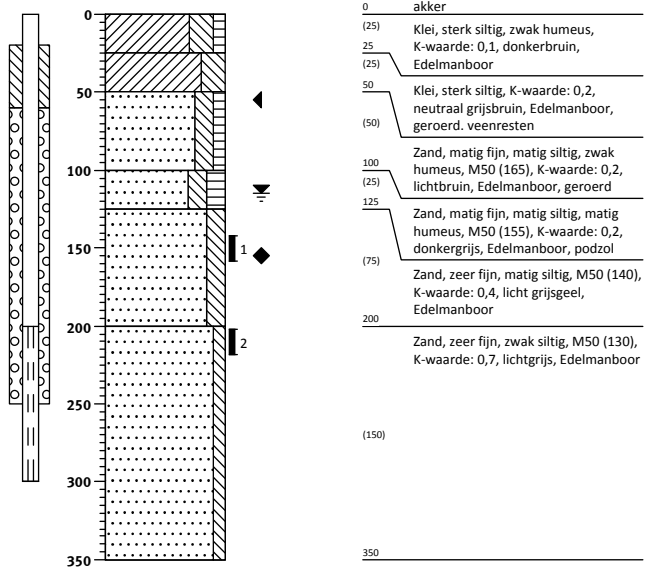 0
50
100
150
200
250
300
350
1
2
0
akker
(25)
Klei, sterk siltig, zwak humeus,
K-waarde: 0,1, donkerbruin,
Edelmanboor
25
(25)
Klei, sterk siltig, K-waarde: 0,2,
neutraal grijsbruin, Edelmanboor,
geroerd. veenresten
50
(50)
Zand, matig fijn, matig siltig, zwak
humeus, M50 (165), K-waarde: 0,2,
lichtbruin, Edelmanboor, geroerd
100
(25)
Zand, matig fijn, matig siltig, matig
humeus, M50 (155), K-waarde: 0,2,
donkergrijs, Edelmanboor, podzol
125
(75)
Zand, zeer fijn, matig siltig, M50 (140),
K-waarde: 0,4, licht grijsgeel,
Edelmanboor
200
Zand, zeer fijn, zwak siltig, M50 (130),
K-waarde: 0,7, lichtgrijs, Edelmanboor
(150)
350